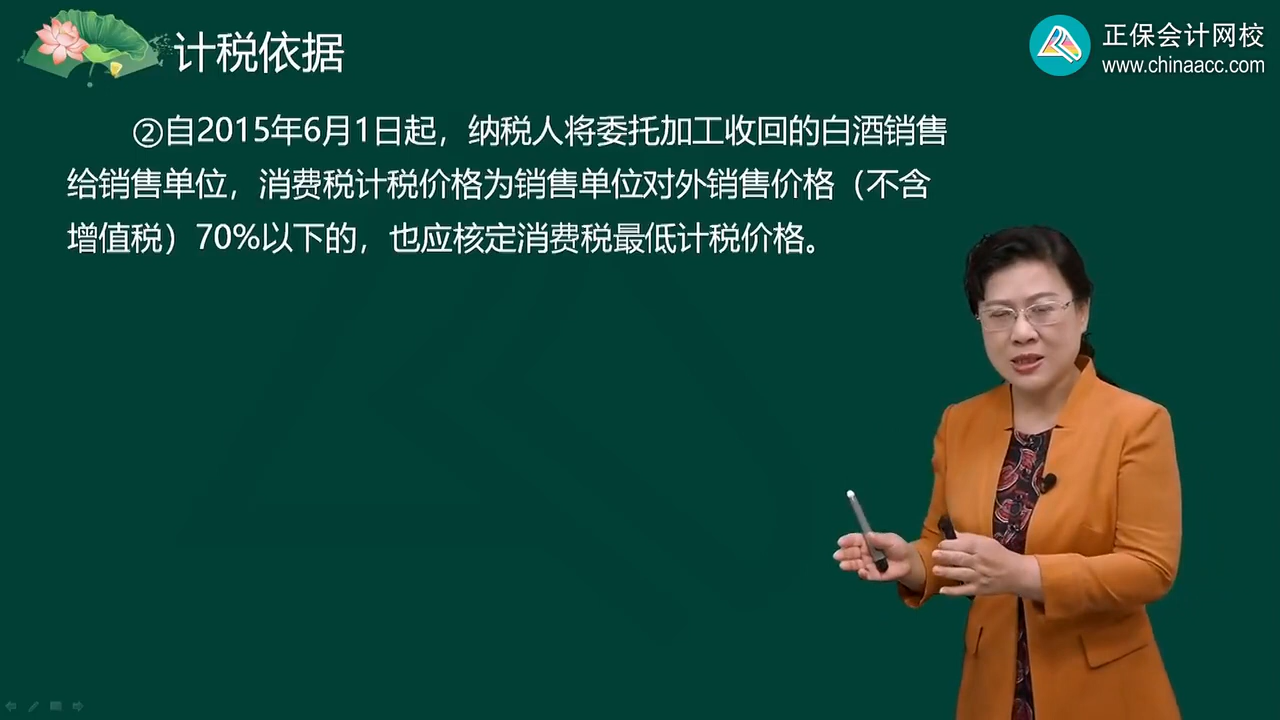 计税依据
正保会计网校
www.chinaacc.com
②自2015年6月1日起，纳税人将委托加工收回的白酒销售
给销售单位，消费税计税价格为销售单位对外销售价格（不含
增值税）70%以下的，也应核定消费税最低计税价格。